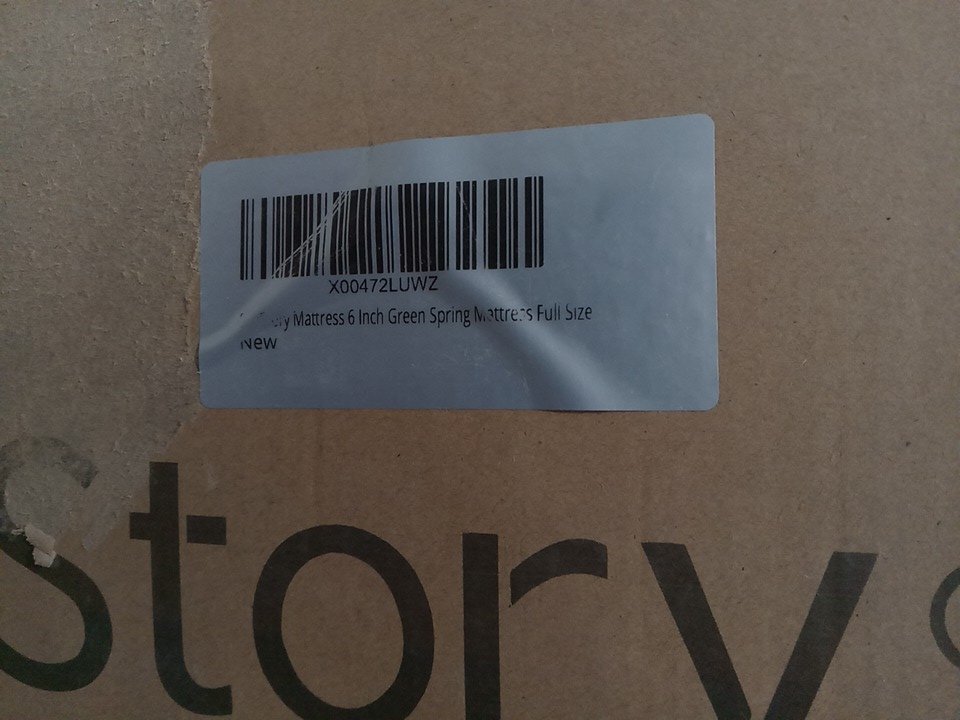 X00472LUWZ
Mattress 6 Inch Green Spring Mattress Full Size
New
story